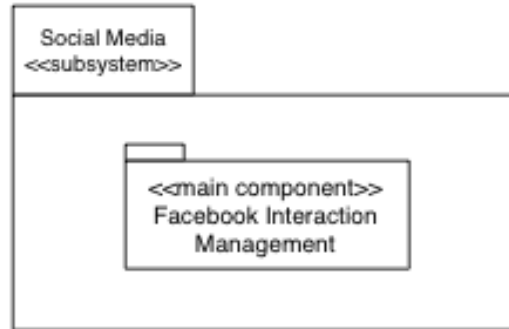 Social Media
<<subsystem>>
<<main component>>
Facebook Interaction
Management